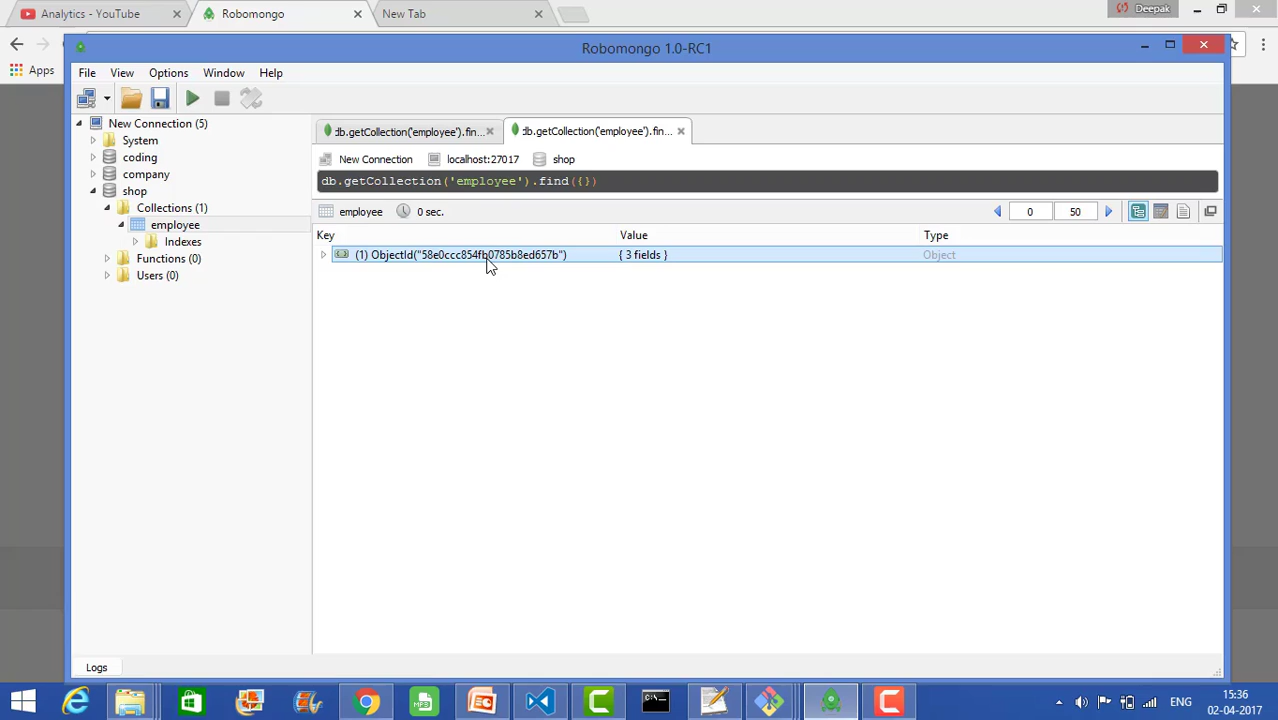 Analytics - YouTube
Robomongo
New Tab
Deepak
Apps
Robomongo 1.0-RC1
File View Options Window Help
New Connection (5)
System
coding
company
shop
Collections (1)
employee
Indexes
Functions (0)
Users (0)
db.getCollection('employee').fin...
db.getCollection('employee').fin...
New Connection localhost:27017 shop
db.getCollection('employee').find({})
employee 0 sec.
0 50
Key Value Type
(1) ObjectId("58e0ccc854fb0785b8ed657b") { 3 fields } Object
Logs
MP3
ENG
15:36
02-04-2017